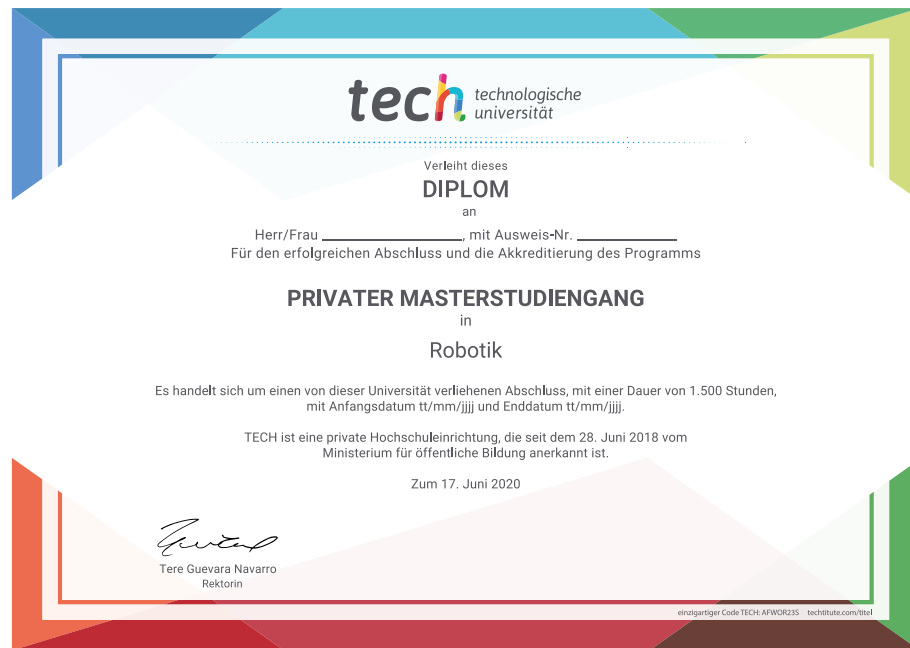 tech technologische
universität
Verleiht dieses
DIPLOM
an
Herr/Frau ____________, mit Ausweis-Nr. ____________
Für den erfolgreichen Abschluss und die Akkreditierung des Programms
PRIVATER MASTERSTUDIENGANG
in
Robotik
Es handelt sich um einen von dieser Universität verliehenen Abschluss, mit einer Dauer von 1.500 Stunden,
mit Anfangsdatum tt/mm/jjjj und Enddatum tt/mm/jjjj.
TECH ist eine private Hochschuleinrichtung, die seit dem 28. Juni 2018 vom
Ministerium für öffentliche Bildung anerkannt ist.
Zum 17. Juni 2020
Tere Guevara Navarro
Rektorin
einzigartiger Code TECH: AFWOR23S techtitute.com/titel